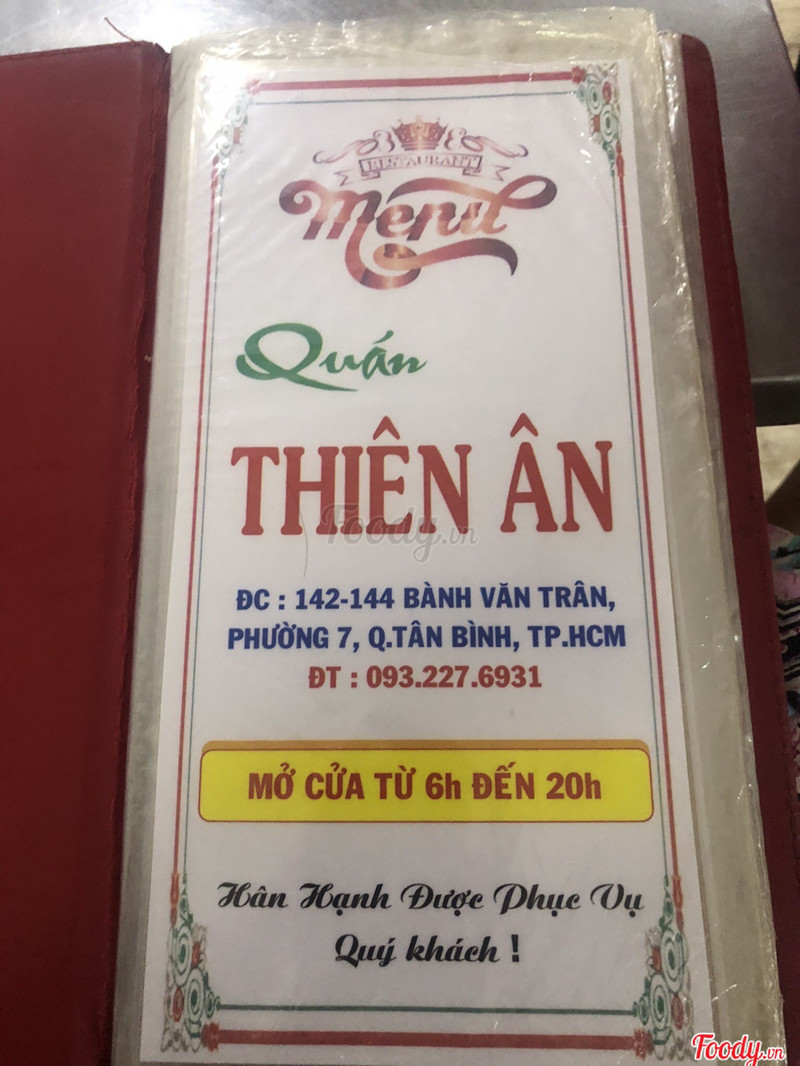 RESTAURANT
Menu
Quán
THIÊN ÂN
Foody.vn
ĐC : 142-144 BÀNH VĂN TRÂN,
PHƯỜNG 7, Q.TÂN BÌNH, TP.HCM
ĐT : 093.227.6931
MỞ CỬA TỪ 6h ĐẾN 20h
Hân Hạnh Được Phục Vụ
Quý khách !
Foody.vn